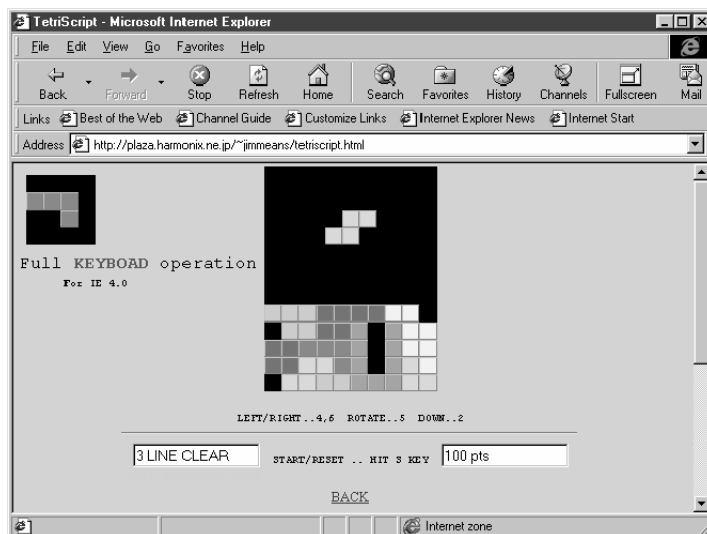 TetriScript - Microsoft Internet Explorer
File Edit View Go Favorites Help
Back Forward Stop Refresh Home Search Favorites History Channels Fullscreen Mail
Links Best of the Web Channel Guide Customize Links Internet Explorer News Internet Start
Address http://plaza.harmonix.ne.jp/~jimmeans/tetriscript.html
Full KEYBOAD operation
For IE 4.0
LEFT/RIGHT..4,6 ROTATE..5 DOWN..2
3 LINE CLEAR START/RESET .. HIT S KEY 100 pts
BACK
Internet zone